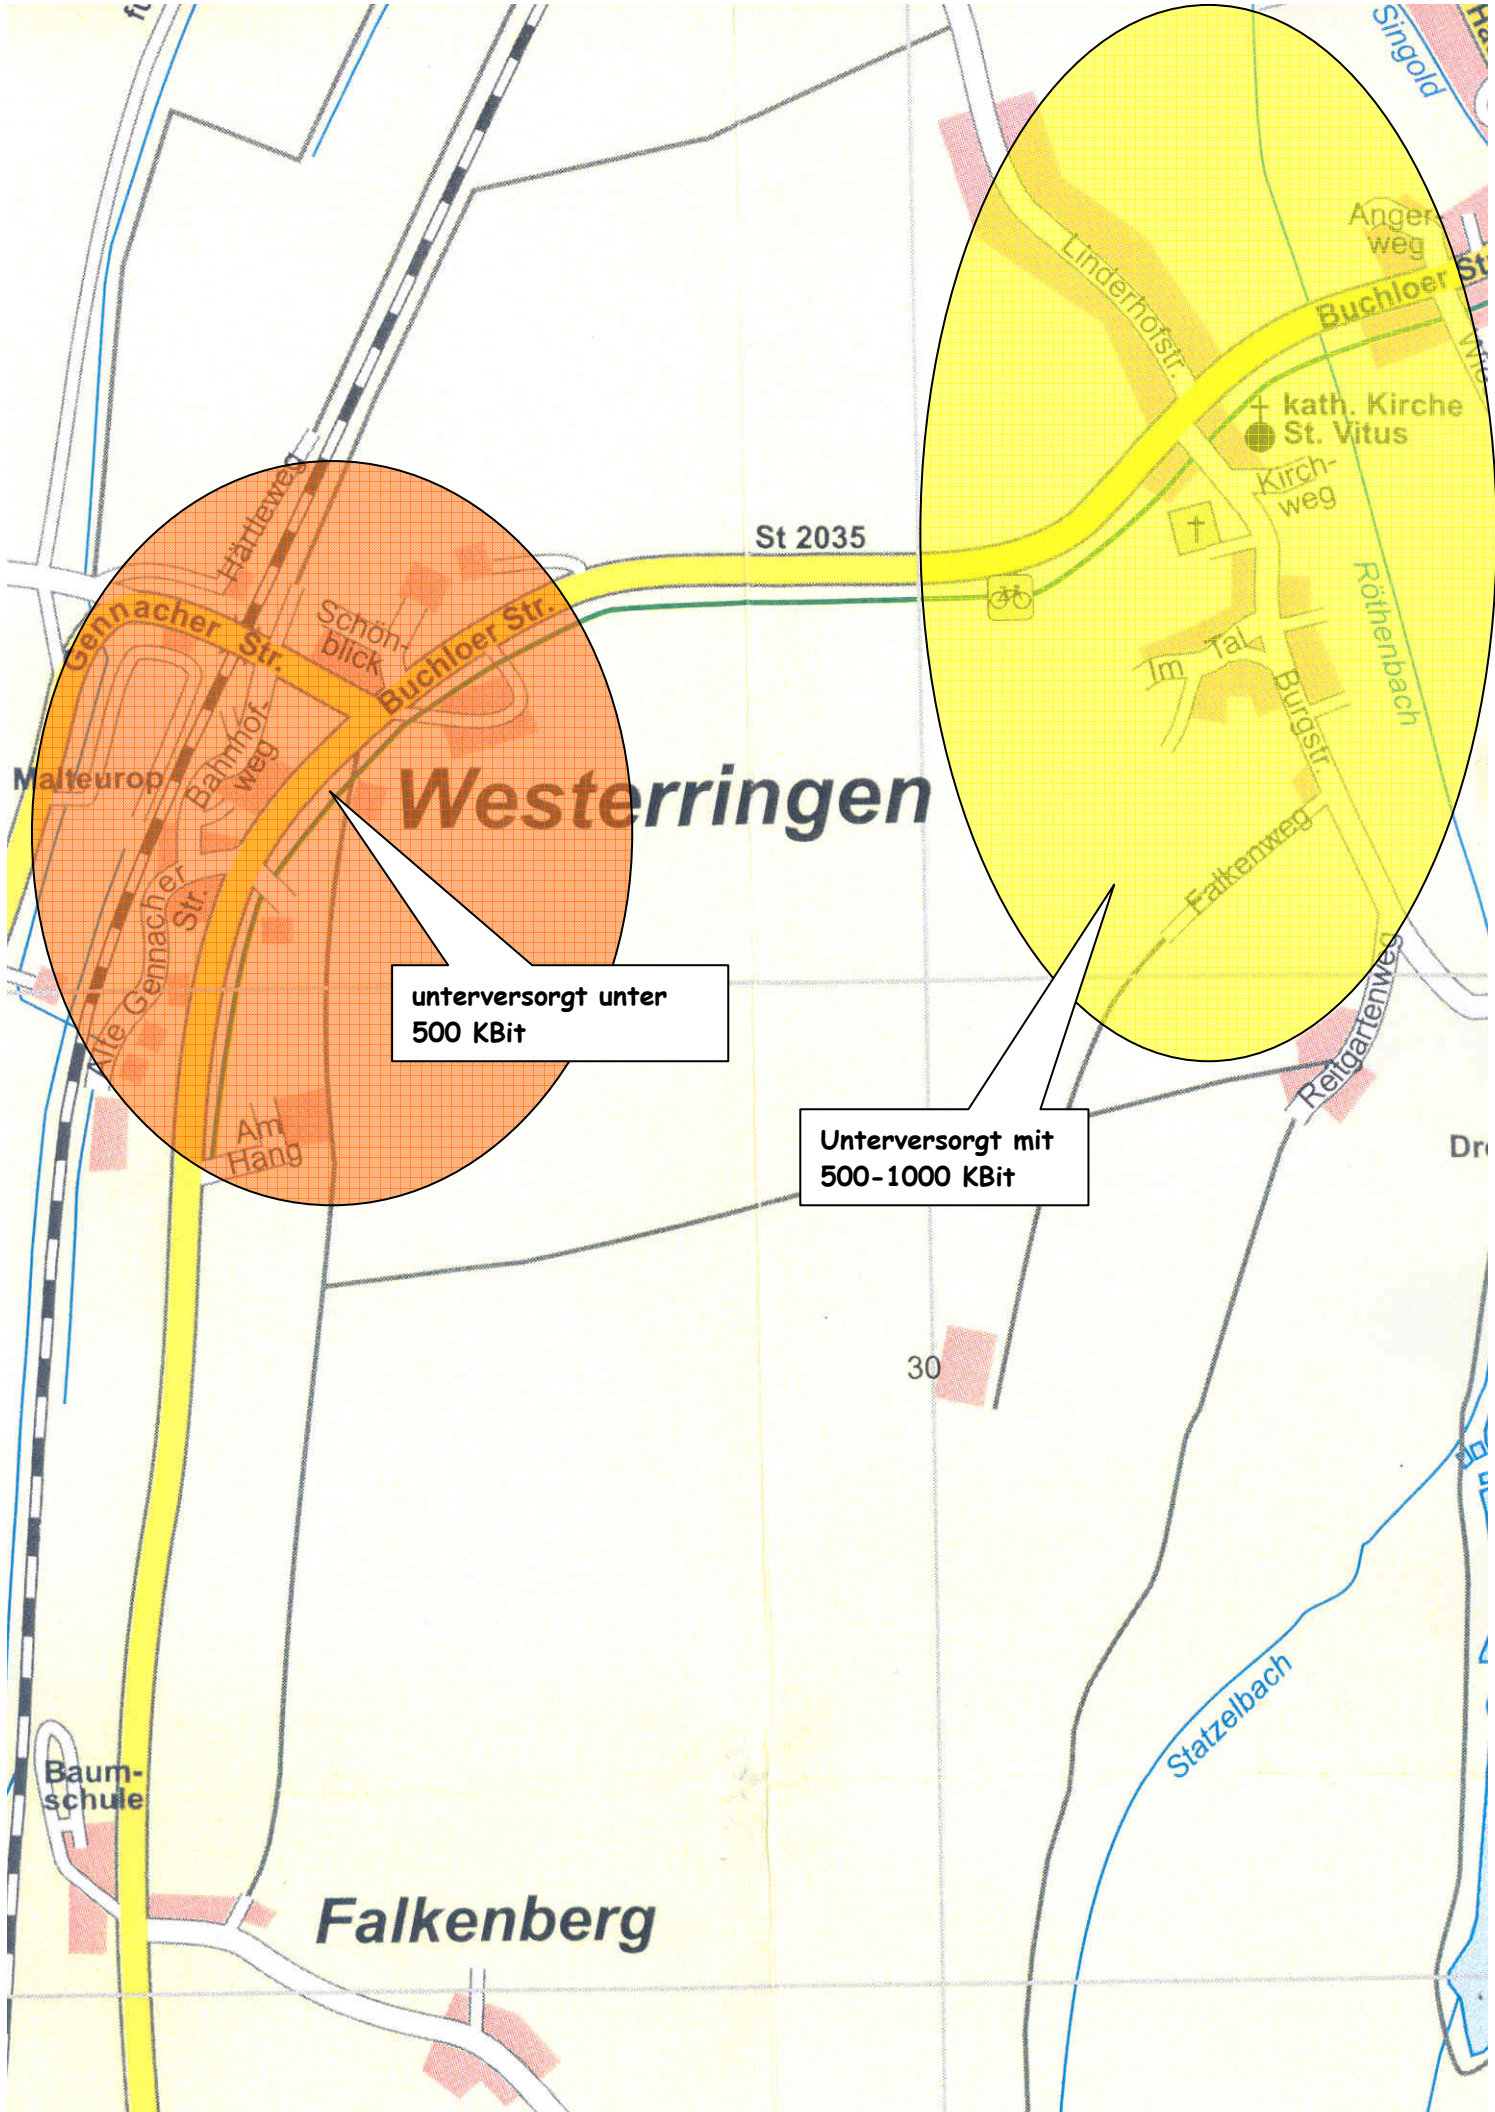 Singold
Anger-
weg
Linderhofstr.
Buchloer St
kath. Kirche
St. Vitus
Kirch-
weg
Härtleweg
St 2035
Röthenbach
Gennacher Str.
Schön-
blick
Buchloer Str.
Im Tal
Burgstr.
Bahnhof-
weg
Malteurop
Westerringen
Falkenweg
Alte Gennacher
Str.
unterversorgt unter
500 KBit
Reitgartenweg
Am
Hang
Unterversorgt mit
500-1000 KBit
Dre
30
Statzelbach
Baum-
schule
Falkenberg